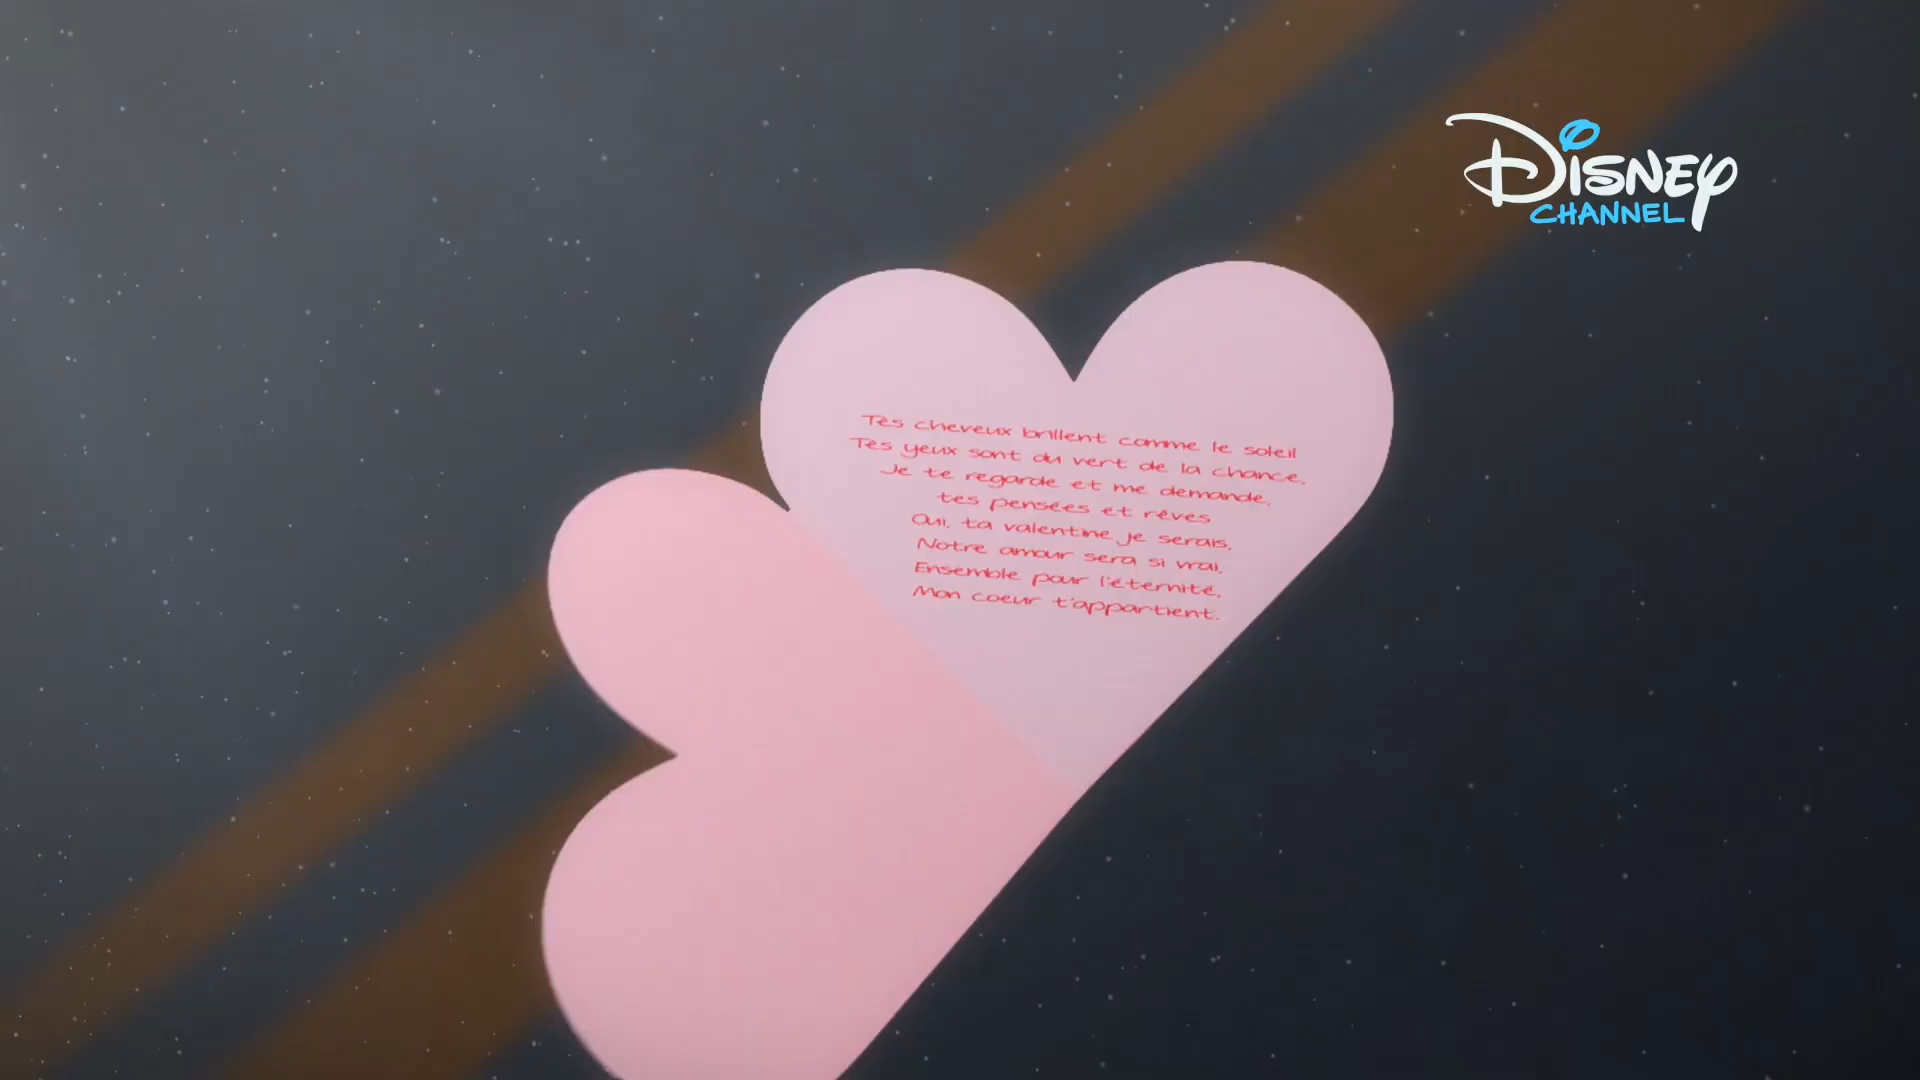 DISNEY
CHANNEL
Tes cheveux brillent comme le soleil
Tes yeux sont du vert de la chance,
Je te regarde et me demande,
tes pensées et rêves
Oui, ta valentine je serais,
Notre amour sera si vrai,
Ensemble pour l'éternité,
Mon coeur t'appartient.